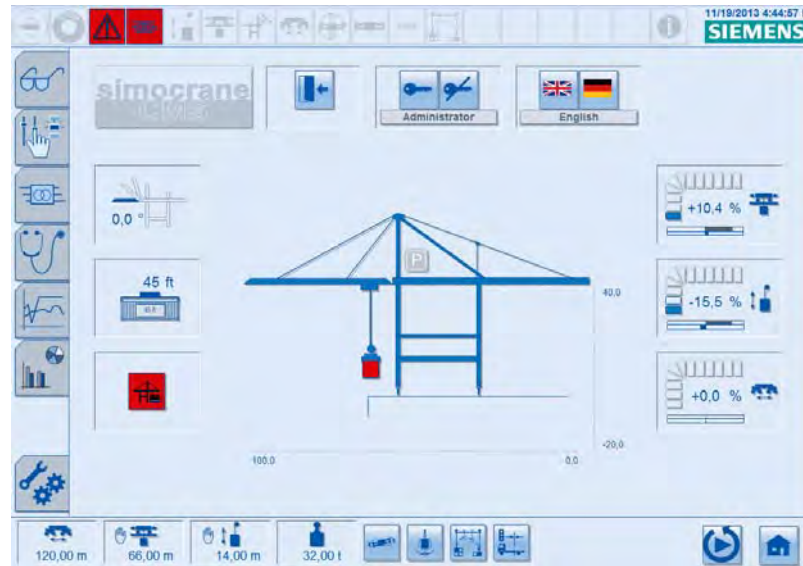 11/19/2013 4:44:57
SIEMENS
simocrane
CMS
Administrator
English
0,0 °
45 ft
P
+10,4 %
-15,5 %
+0,0 %
40.0
-20,0
100.0
0,0
120,00 m
66,00 m
14,00 m
32,00 t